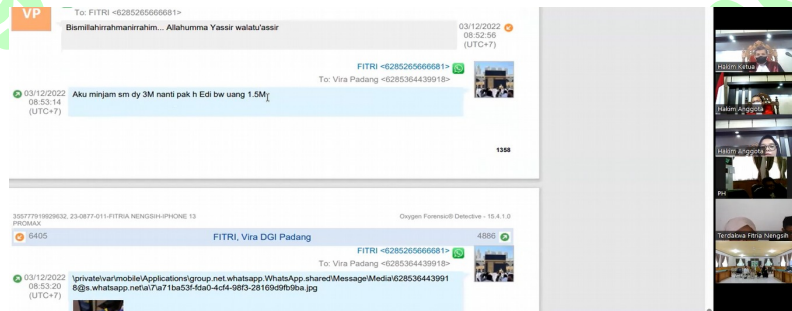 VP
To: FITRI <6285265666681>
Bismillahirrahmanirrahim... Allahumma Yassir walatu'assir
03/12/2022
08:52:56
(UTC+7)
FITRI <6285265666681>
To: Vira Padang <6285364439918>
03/12/2022
08:53:14
(UTC+7)
Aku minjam sm dy 3M nanti pak h Edi bw uang 1.5M
1358
355777919929632, 23-0877-011-FITRIA NENGSIH-IPHONE 13
PROMAX
Oxygen Forensic® Detective - 15.4.1.0
6405
FITRI, Vira DGI Padang
4886
FITRI <6285265666681>
To: Vira Padang <6285364439918>
03/12/2022
08:53:20
(UTC+7)
\private\var\mobile\Applications\group.net.whatsapp.WhatsApp.shared\Message\Media\628536443991
8@s.whatsapp.net\a\7\a71ba53f-fda0-4cf4-98f3-28169d9fb9ba.jpg
Hakim Ketua
Hakim Anggota
Hakim Anggota
PH
Terdakwa Fitria Nengsih